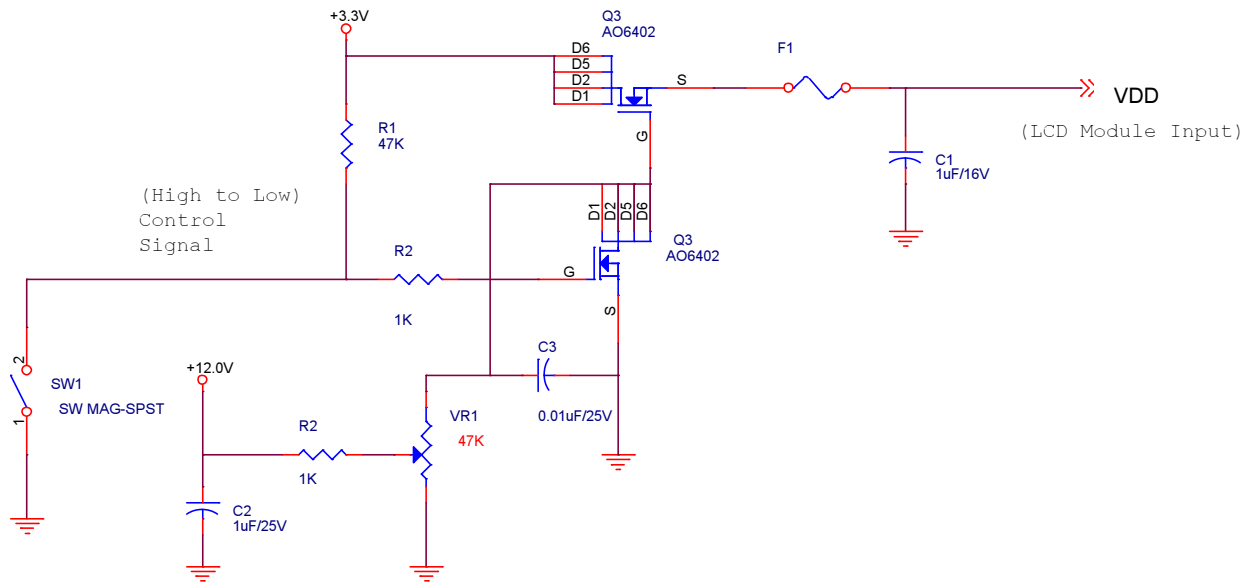 +3.3V
Q3
AO6402
F1
D6
D5
D2
D1
S
VDD
(LCD Module Input)
G
R1
47K
C1
1uF/16V
(High to Low)
Control
Signal
D1
D2
D5
D6
Q3
AO6402
R2
G
1K
S
C3
0.01uF/25V
2
SW1
SW MAG-SPST
1
+12.0V
VR1
47K
R2
1K
C2
1uF/25V